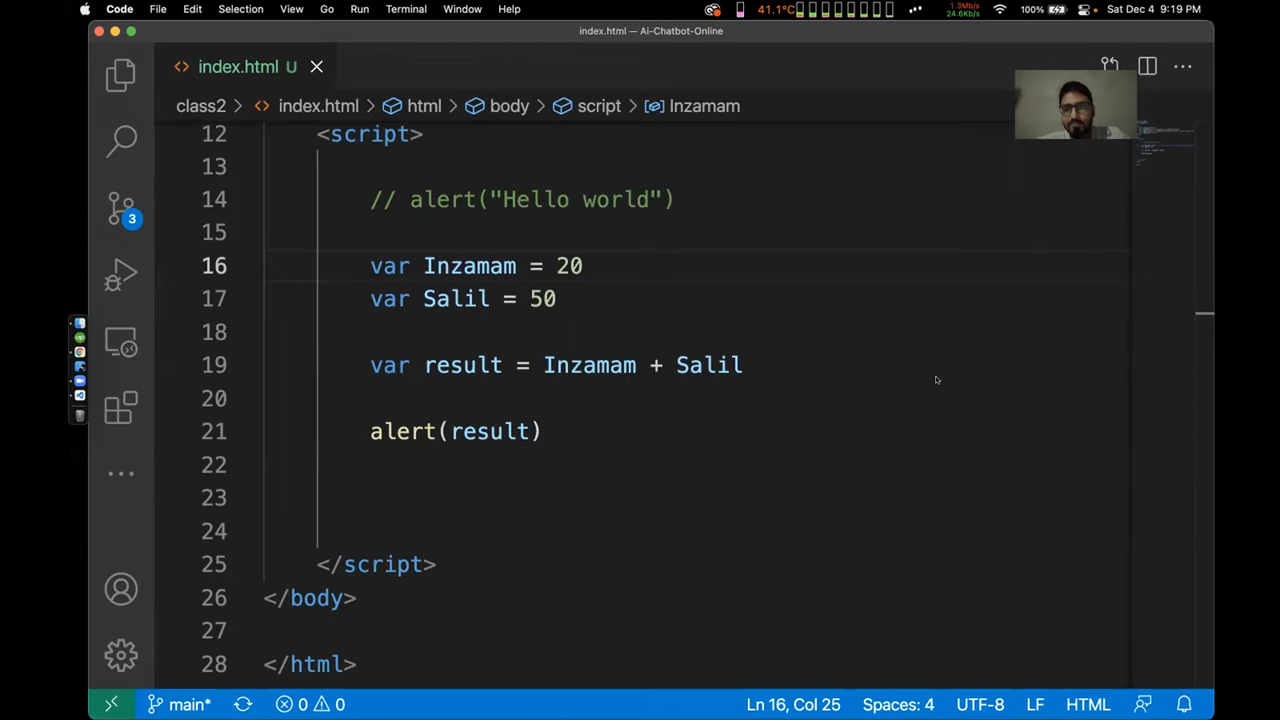 Code File Edit Selection View Go Run Terminal Window Help 41.1°C 1.3Mb/s 24.6Kb/s 100% Sat Dec 4 9:19 PM
index.html — Ai-Chatbot-Online
index.html U
class2 > index.html > html > body > script > Inzamam
12 <script>
13
14 // alert("Hello world")
15
16 var Inzamam = 20
17 var Salil = 50
18
19 var result = Inzamam + Salil
20
21 alert(result)
22
23
24
25 </script>
26 </body>
27
28 </html>
3
main* 0 0 Ln 16, Col 25 Spaces: 4 UTF-8 LF HTML